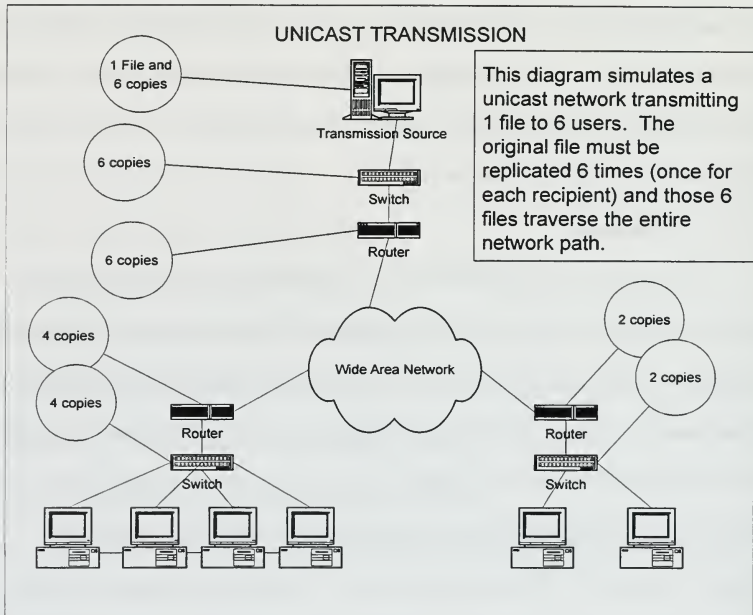 UNICAST TRANSMISSION
1 File and
6 copies
Transmission Source
This diagram simulates a
unicast network transmitting
1 file to 6 users. The
original file must be
replicated 6 times (once for
each recipient) and those 6
files traverse the entire
network path.
6 copies
Switch
6 copies
Router
4 copies
4 copies
Wide Area Network
2 copies
2 copies
Router
Switch
Router
Switch